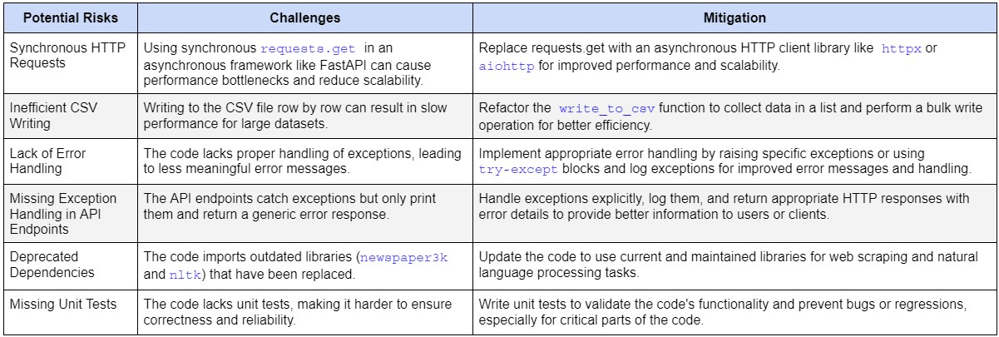 Potential Risks
Challenges
Mitigation
Synchronous HTTP
Requests
Using synchronous requests.get in an
asynchronous framework like FastAPI can cause
performance bottlenecks and reduce scalability.
Replace requests.get with an asynchronous HTTP client library like httpx or
aiohttp for improved performance and scalability.
Inefficient CSV
Writing
Writing to the CSV file row by row can result in slow
performance for large datasets.
Refactor the write_to_csv function to collect data in a list and perform a bulk write
operation for better efficiency.
Lack of Error
Handling
The code lacks proper handling of exceptions, leading
to less meaningful error messages.
Implement appropriate error handling by raising specific exceptions or using
try-except blocks and log exceptions for improved error messages and handling.
Missing Exception
Handling in API
Endpoints
The API endpoints catch exceptions but only print
them and return a generic error response.
Handle exceptions explicitly, log them, and return appropriate HTTP responses with
error details to provide better information to users or clients.
Deprecated
Dependencies
The code imports outdated libraries (newspaper3k
and nltk) that have been replaced.
Update the code to use current and maintained libraries for web scraping and natural
language processing tasks.
Missing Unit Tests
The code lacks unit tests, making it harder to ensure
correctness and reliability.
Write unit tests to validate the code's functionality and prevent bugs or regressions,
especially for critical parts of the code.